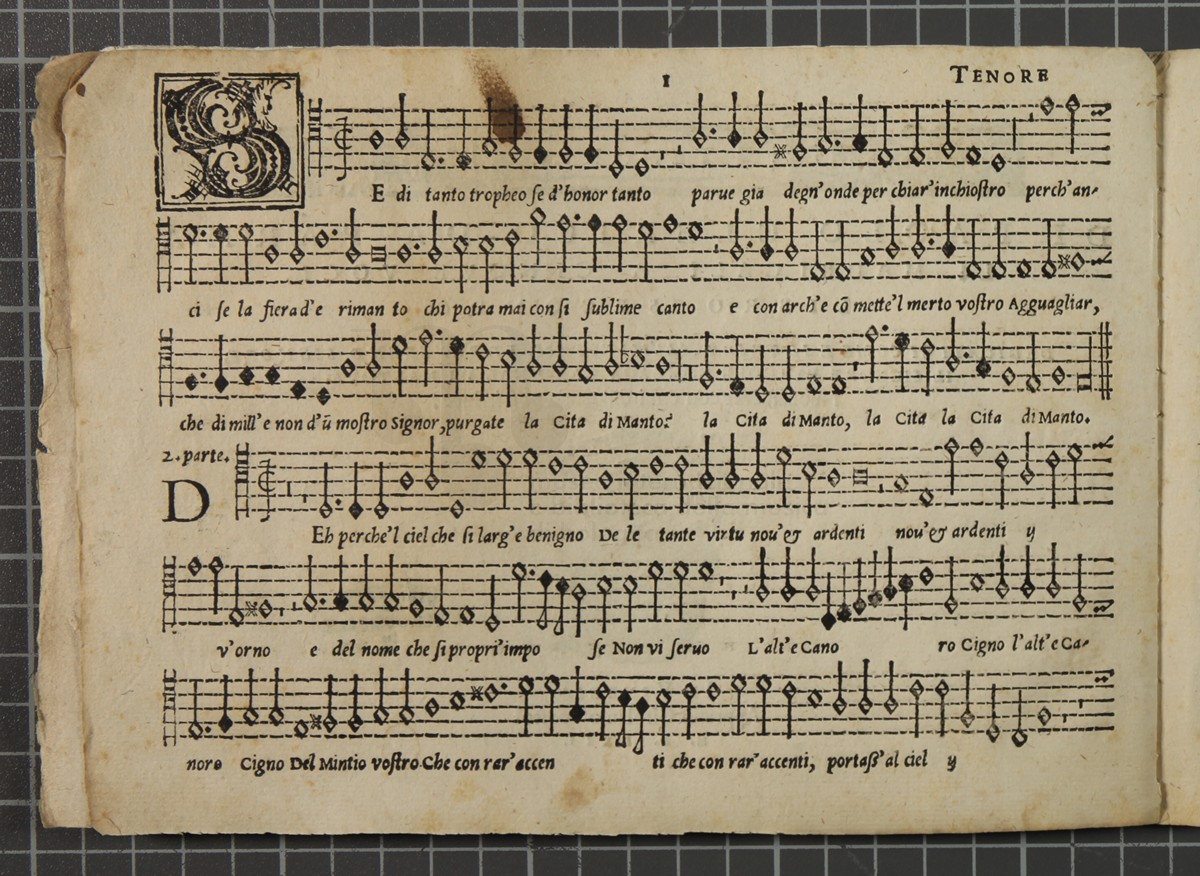 1 TENORE
SE di tanto tropheo se d'honor tanto parue gia degn'onde per chiar'inchiostro perch'an-
ci se la fiera d'e riman to chi potra mai con si sublime canto e con arch'e cõ mette'l merto vostro Agguagliar,
che di mill'e non d'ũ mostro Signor, purgate la Cita di Manto? la Cita di Manto, la Cita la Cita di Manto.
2. parte.
DEh perche'l ciel che si larg'e benigno De le tante virtu nou'& ardenti nou'& ardenti ij
v'orno e del nome che si propri'impo se Non vi seruo L'alt'e Cano ro Cigno l'alt'e Ca-
noro Cigno Del Mintio vostro Che con rar'accen ti che con rar'accenti, portass'al ciel ij